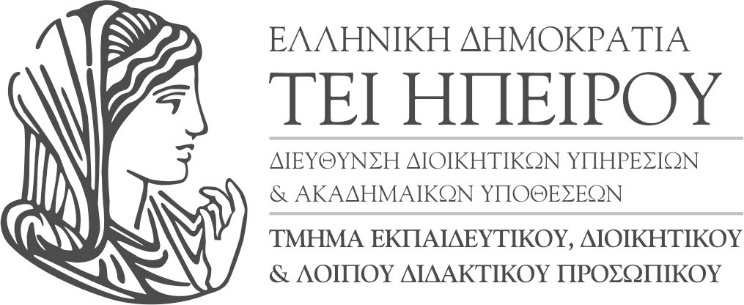 ΕΛΛΗΝΙΚΗ ΔΗΜΟΚΡΑΤΙΑ
ΤΕΙ ΗΠΕΙΡΟΥ
ΔΙΕΥΘΥΝΣΗ ΔΙΟΙΚΗΤΙΚΩΝ ΥΠΗΡΕΣΙΩΝ
& ΑΚΑΔΗΜΑΙΚΩΝ ΥΠΟΘΕΣΕΩΝ
ΤΜΗΜΑ ΕΚΠΑΙΔΕΥΤΙΚΟΥ, ΔΙΟΙΚΗΤΙΚΟΥ
& ΛΟΙΠΟΥ ΔΙΔΑΚΤΙΚΟΥ ΠΡΟΣΩΠΙΚΟΥ